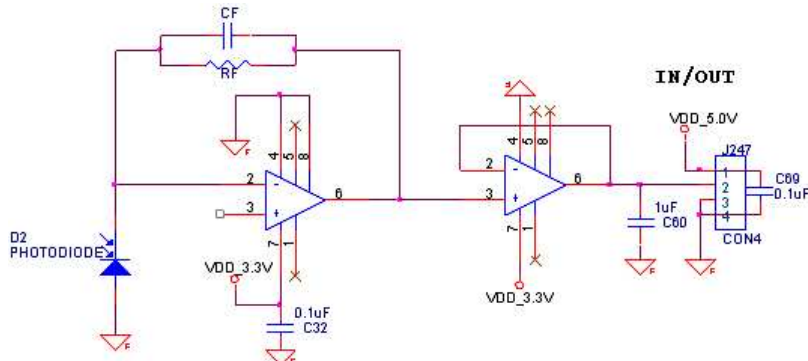 CF
RF
IN/OUT
VDD_5.0V
J247
1
2
3
4
CON4
C69
0.1uF
4
5
8
2
-
3
+
6
7
1
VDD_3.3V
0.1uF
C32
D2
PHOTODIODE
4
5
8
2
-
3
+
6
7
1
VDD_3.3V
1uF
C60